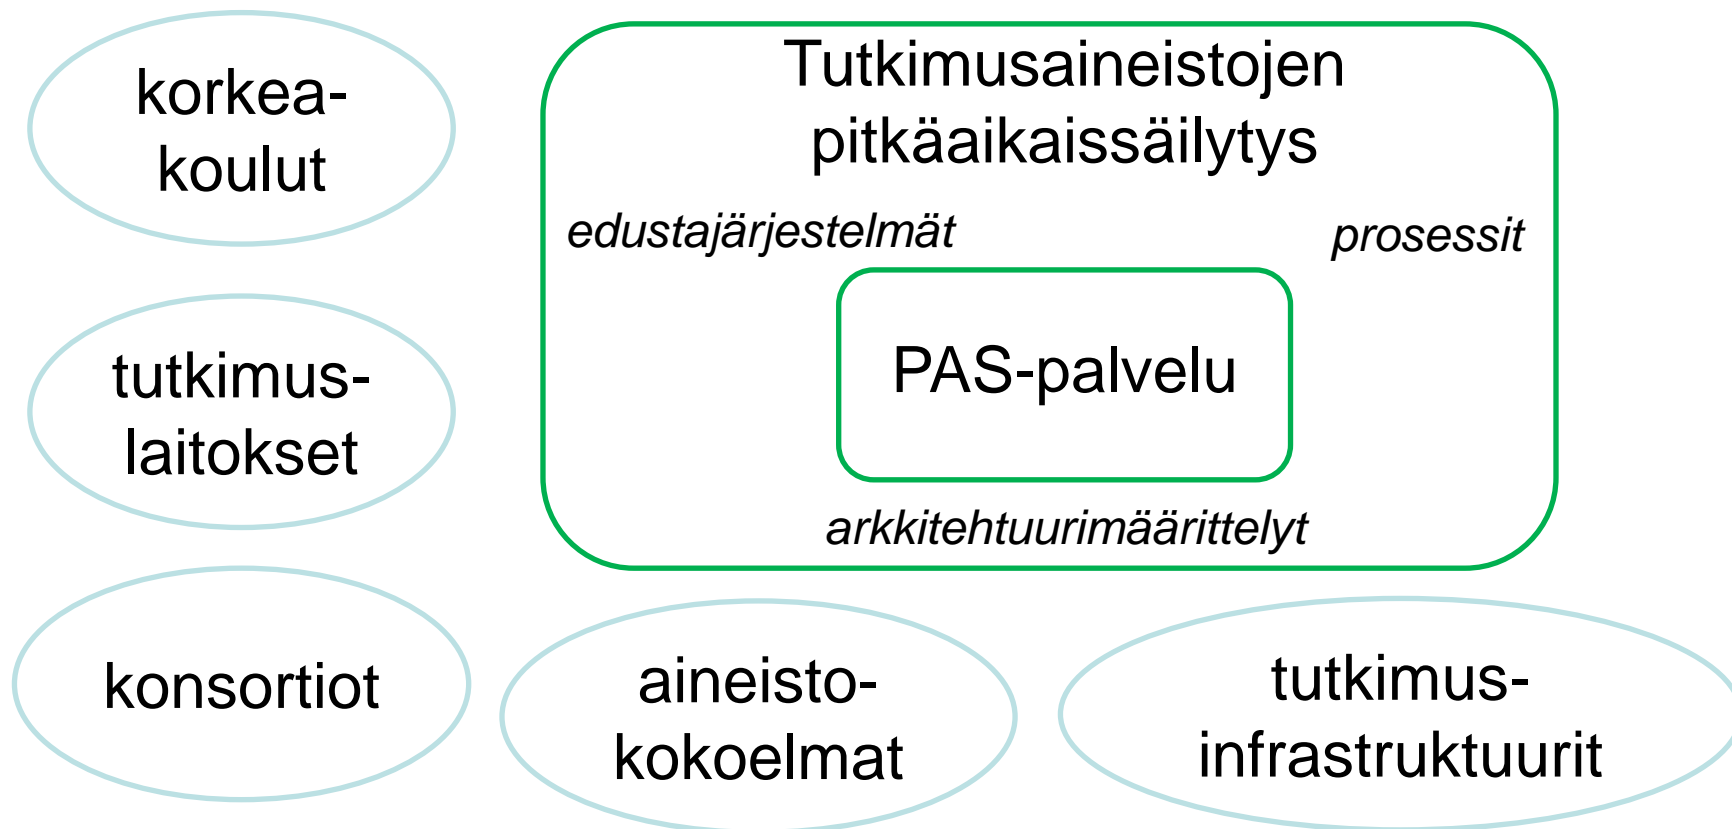 korkea-
koulut
Tutkimusaineistojen
pitkäaikaissäilytys
edustajärjestelmät
prosessit
tutkimus-
laitokset
PAS-palvelu
arkkitehtuurimäärittelyt
konsortiot
aineisto-
kokoelmat
tutkimus-
infrastruktuurit